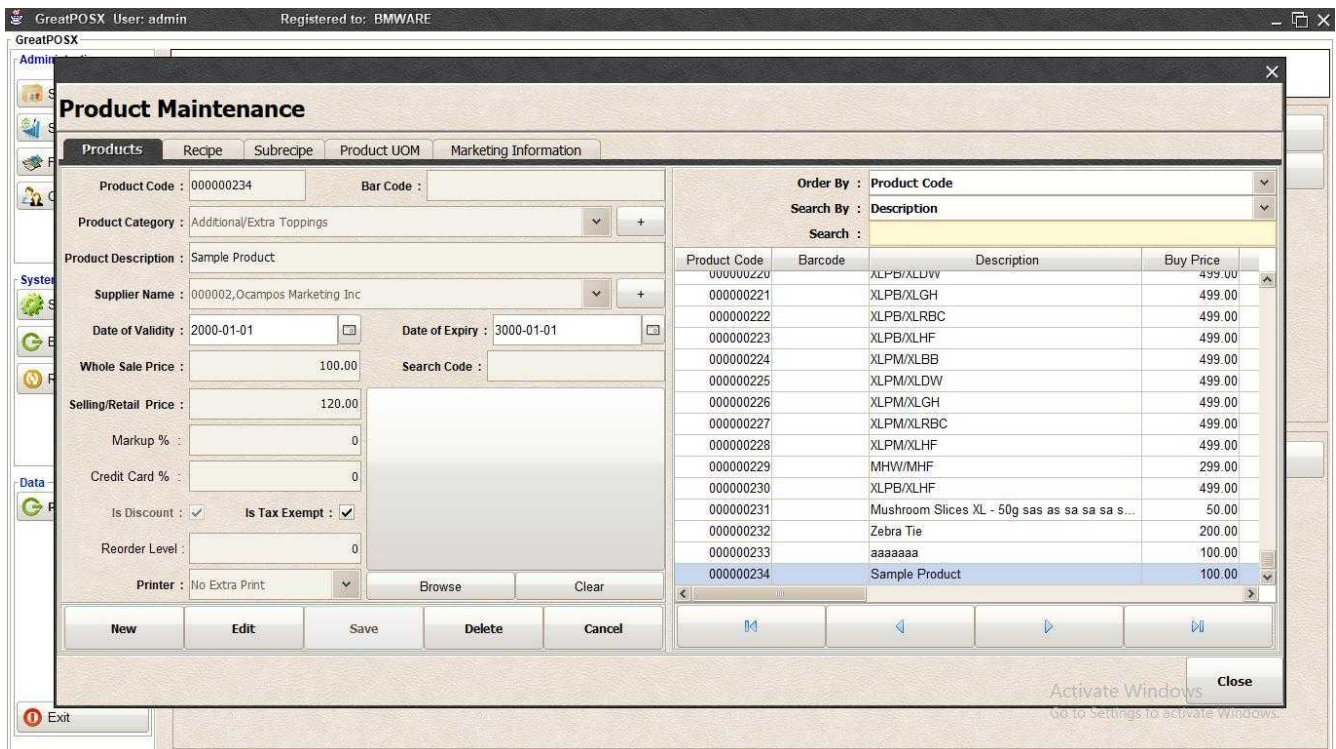 GreatPOSX User: admin Registered to: BMWARE
GreatPOSX
Product Maintenance
Products Recipe Subrecipe Product UOM Marketing Information
Product Code : 000000234 Bar Code :
Product Category : Additional/Extra Toppings +
Product Description : Sample Product
Supplier Name : 000002,Ocampos Marketing Inc +
Date of Validity : 2000-01-01 Date of Expiry : 3000-01-01
Whole Sale Price : 100.00 Search Code :
Selling/Retail Price : 120.00
Markup % : 0
Credit Card % : 0
Is Discount : Is Tax Exempt :
Reorder Level : 0
Printer : No Extra Print Browse Clear
New Edit Save Delete Cancel
Order By : Product Code
Search By : Description
Search :
Product Code Barcode Description Buy Price
000000220 XLPB/XLDW 499.00
000000221 XLPB/XLGH 499.00
000000222 XLPB/XLRBC 499.00
000000223 XLPB/XLHF 499.00
000000224 XLPM/XLBB 499.00
000000225 XLPM/XLDW 499.00
000000226 XLPM/XLGH 499.00
000000227 XLPM/XLRBC 499.00
000000228 XLPM/XLHF 499.00
000000229 MHW/MHF 299.00
000000230 XLPB/XLHF 499.00
000000231 Mushroom Slices XL - 50g sas as sa sa sa s... 50.00
000000232 Zebra Tie 200.00
000000233 aaaaaaa 100.00
000000234 Sample Product 100.00
Close
Activate Windows
Go to Settings to activate Windows.
Data
Exit